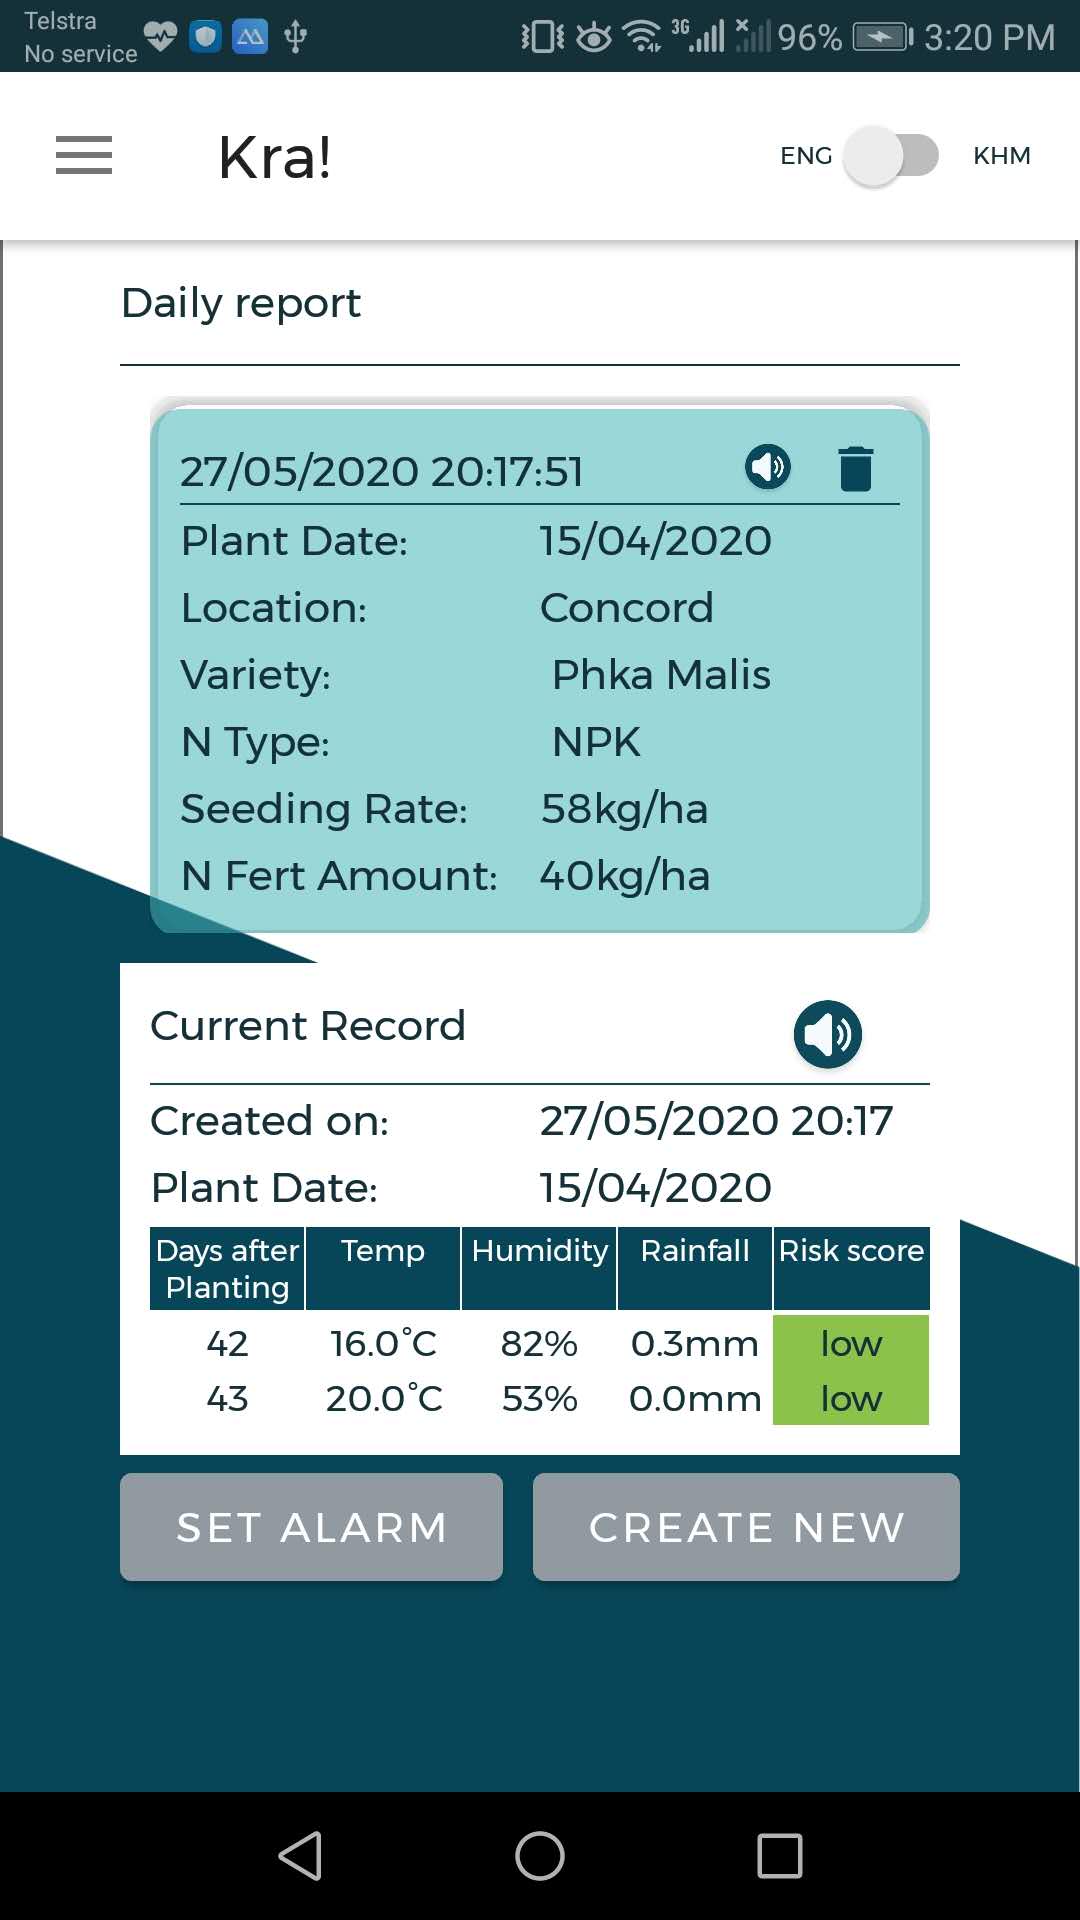 Telstra
No service
3G 96% 3:20 PM
Kra!
ENG KHM
Daily report
27/05/2020 20:17:51
Plant Date: 15/04/2020
Location: Concord
Variety: Phka Malis
N Type: NPK
Seeding Rate: 58kg/ha
N Fert Amount: 40kg/ha
Current Record
Created on: 27/05/2020 20:17
Plant Date: 15/04/2020
Days after Planting Temp Humidity Rainfall Risk score
42 16.0°C 82% 0.3mm low
43 20.0°C 53% 0.0mm low
SET ALARM CREATE NEW